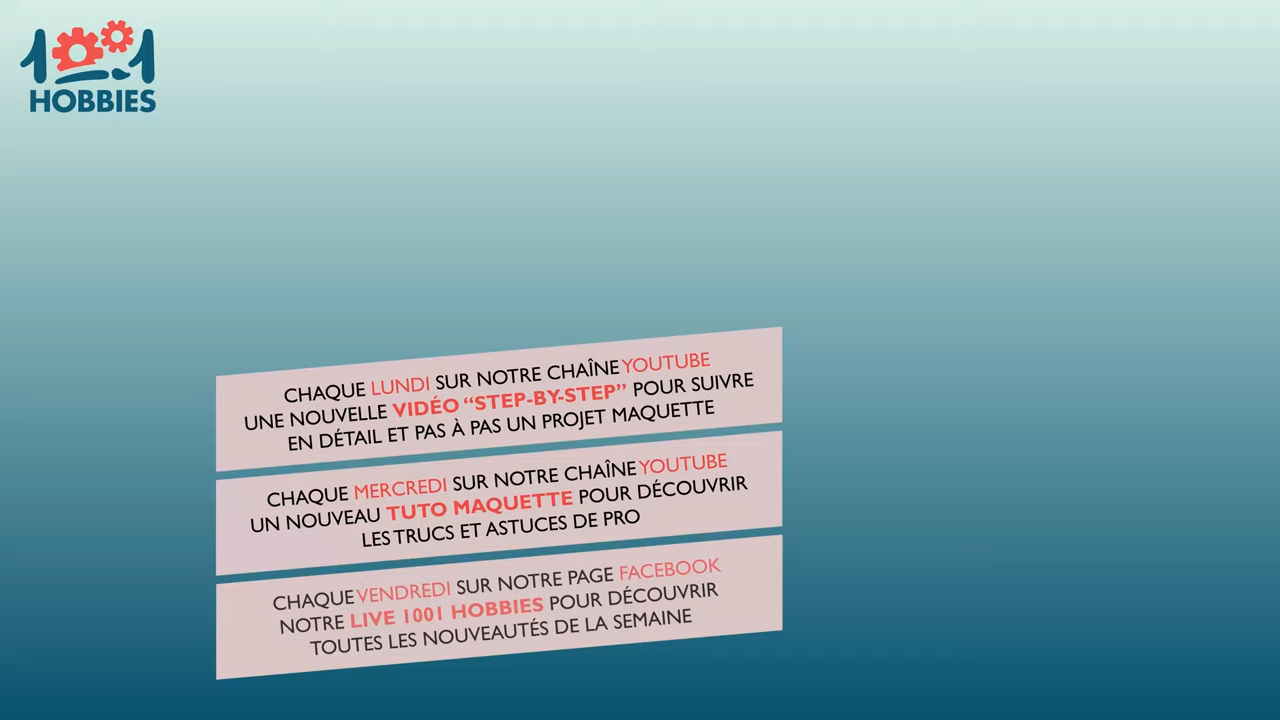 1001
HOBBIES
CHAQUE LUNDI SUR NOTRE CHAÎNE YOUTUBE
UNE NOUVELLE VIDÉO “STEP-BY-STEP” POUR SUIVRE
EN DÉTAIL ET PAS À PAS UN PROJET MAQUETTE
CHAQUE MERCREDI SUR NOTRE CHAÎNE YOUTUBE
UN NOUVEAU TUTO MAQUETTE POUR DÉCOUVRIR
LES TRUCS ET ASTUCES DE PRO
CHAQUE VENDREDI SUR NOTRE PAGE FACEBOOK
NOTRE LIVE 1001 HOBBIES POUR DÉCOUVRIR
TOUTES LES NOUVEAUTÉS DE LA SEMAINE